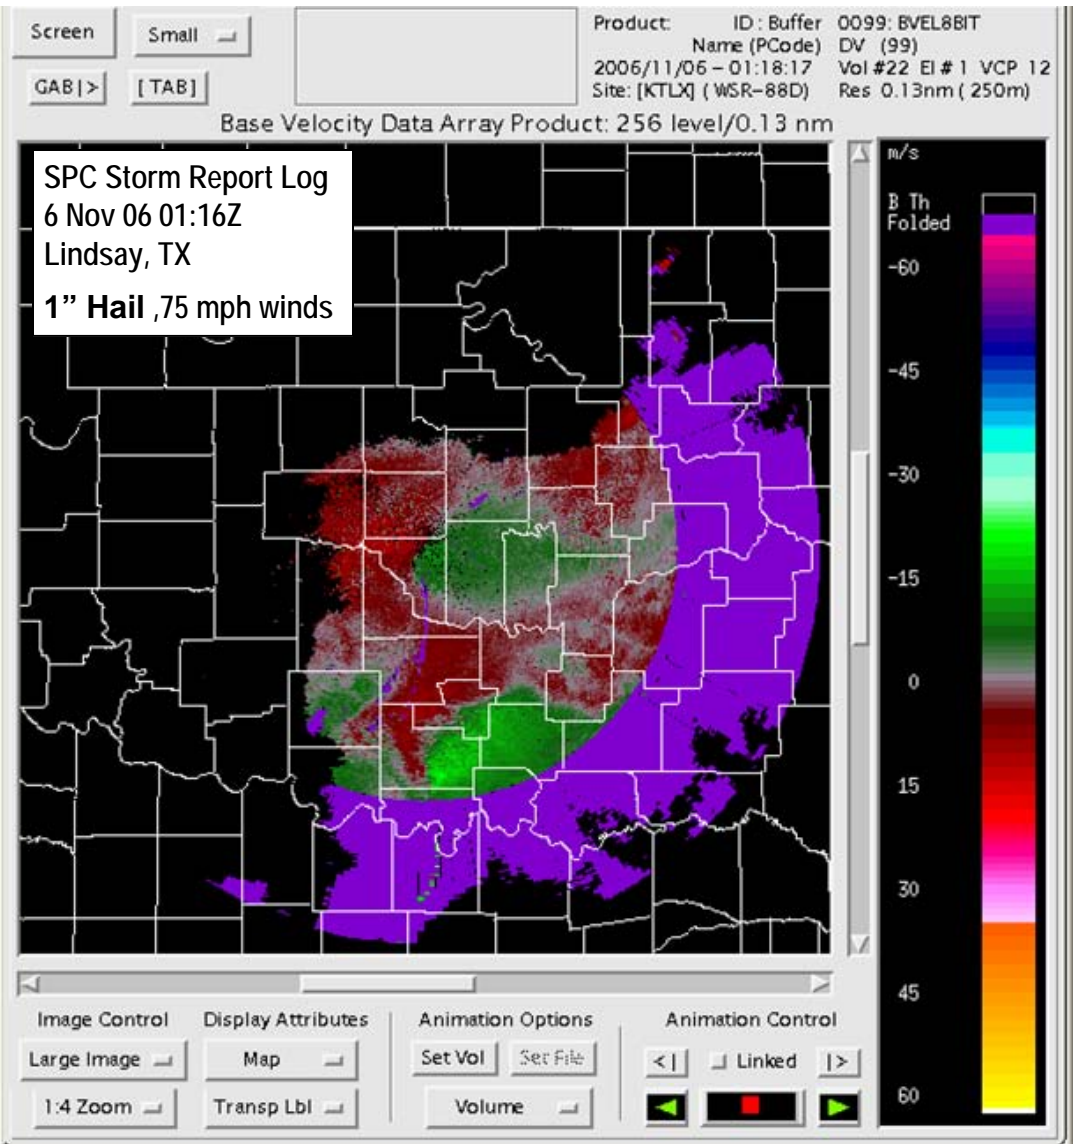 Screen
Small
GAB|>
[TAB]
Product: ID: Buffer 0099: BVEL8BIT
Name (PCode) DV (99)
2006/11/06 - 01:18:17 Vol #22 El # 1 VCP 12
Site: [KTLX] ( WSR-88D) Res 0.13nm ( 250m)
Base Velocity Data Array Product: 256 level/0.13 nm
SPC Storm Report Log
6 Nov 06 01:16Z
Lindsay, TX
1” Hail ,75 mph winds
m/s
B Th
Folded
-60
-45
-30
-15
0
15
30
45
60
Image Control
Display Attributes
Animation Options
Animation Control
Large Image
Map
Set Vol
Set File
<|
Linked
|>
1:4 Zoom
Transp Lbl
Volume